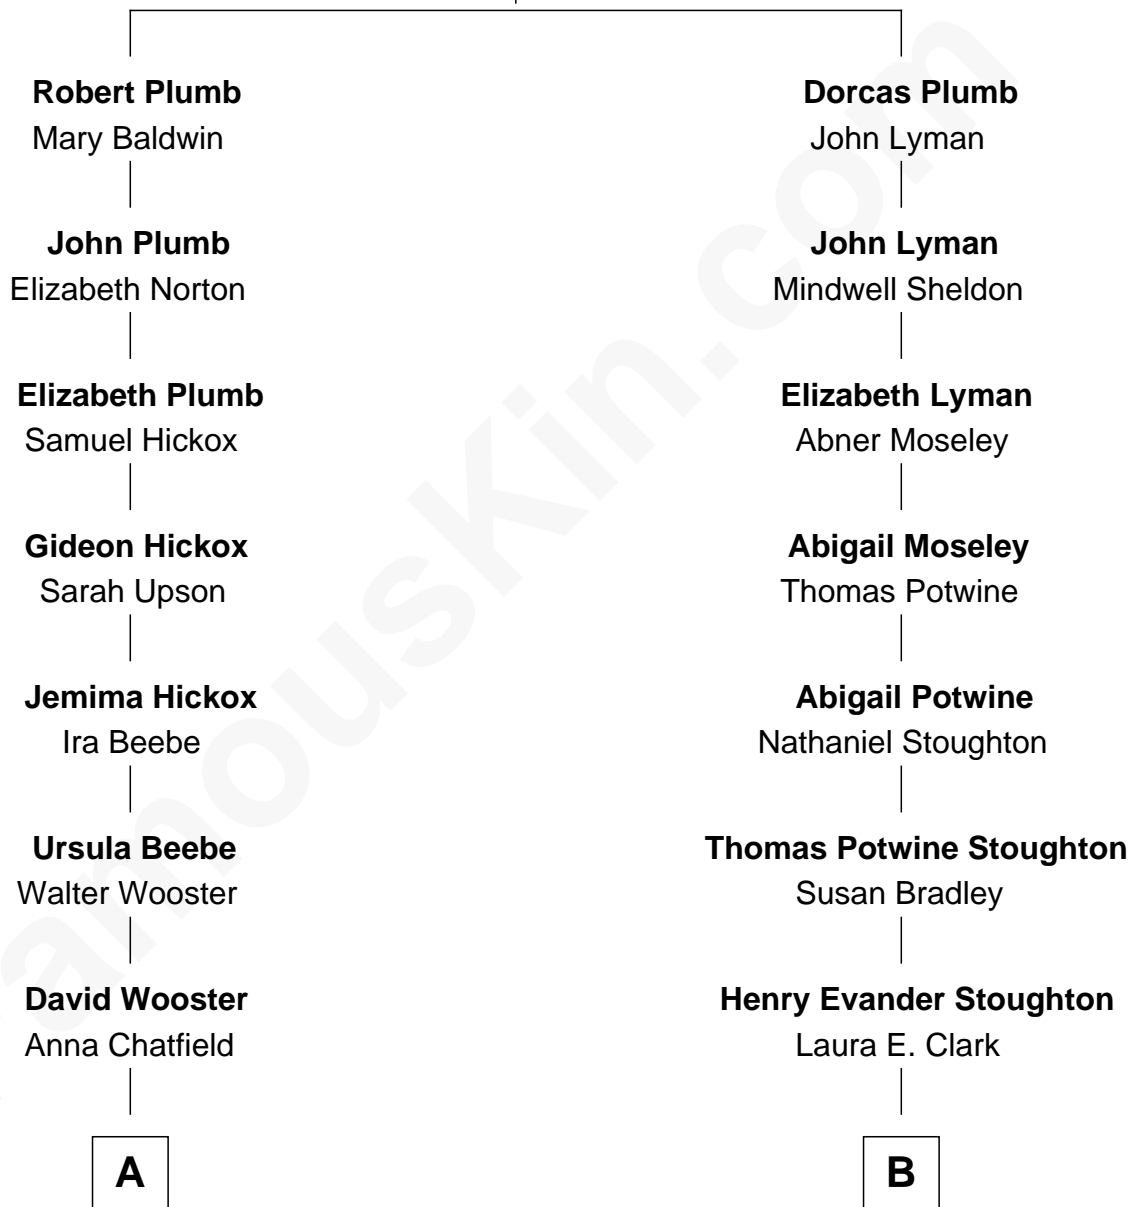 Robert Plumb
Mary Baldwin
Dorcas Plumb
John Lyman
John Plumb
Elizabeth Norton
John Lyman
Mindwell Sheldon
Elizabeth Plumb
Samuel Hickox
Elizabeth Lyman
Abner Moseley
Gideon Hickox
Sarah Upson
Abigail Moseley
Thomas Potwine
Jemima Hickox
Ira Beebe
Abigail Potwine
Nathaniel Stoughton
Ursula Beebe
Walter Wooster
Thomas Potwine Stoughton
Susan Bradley
David Wooster
Anna Chatfield
Henry Evander Stoughton
Laura E. Clark
A
B
amousKin.com